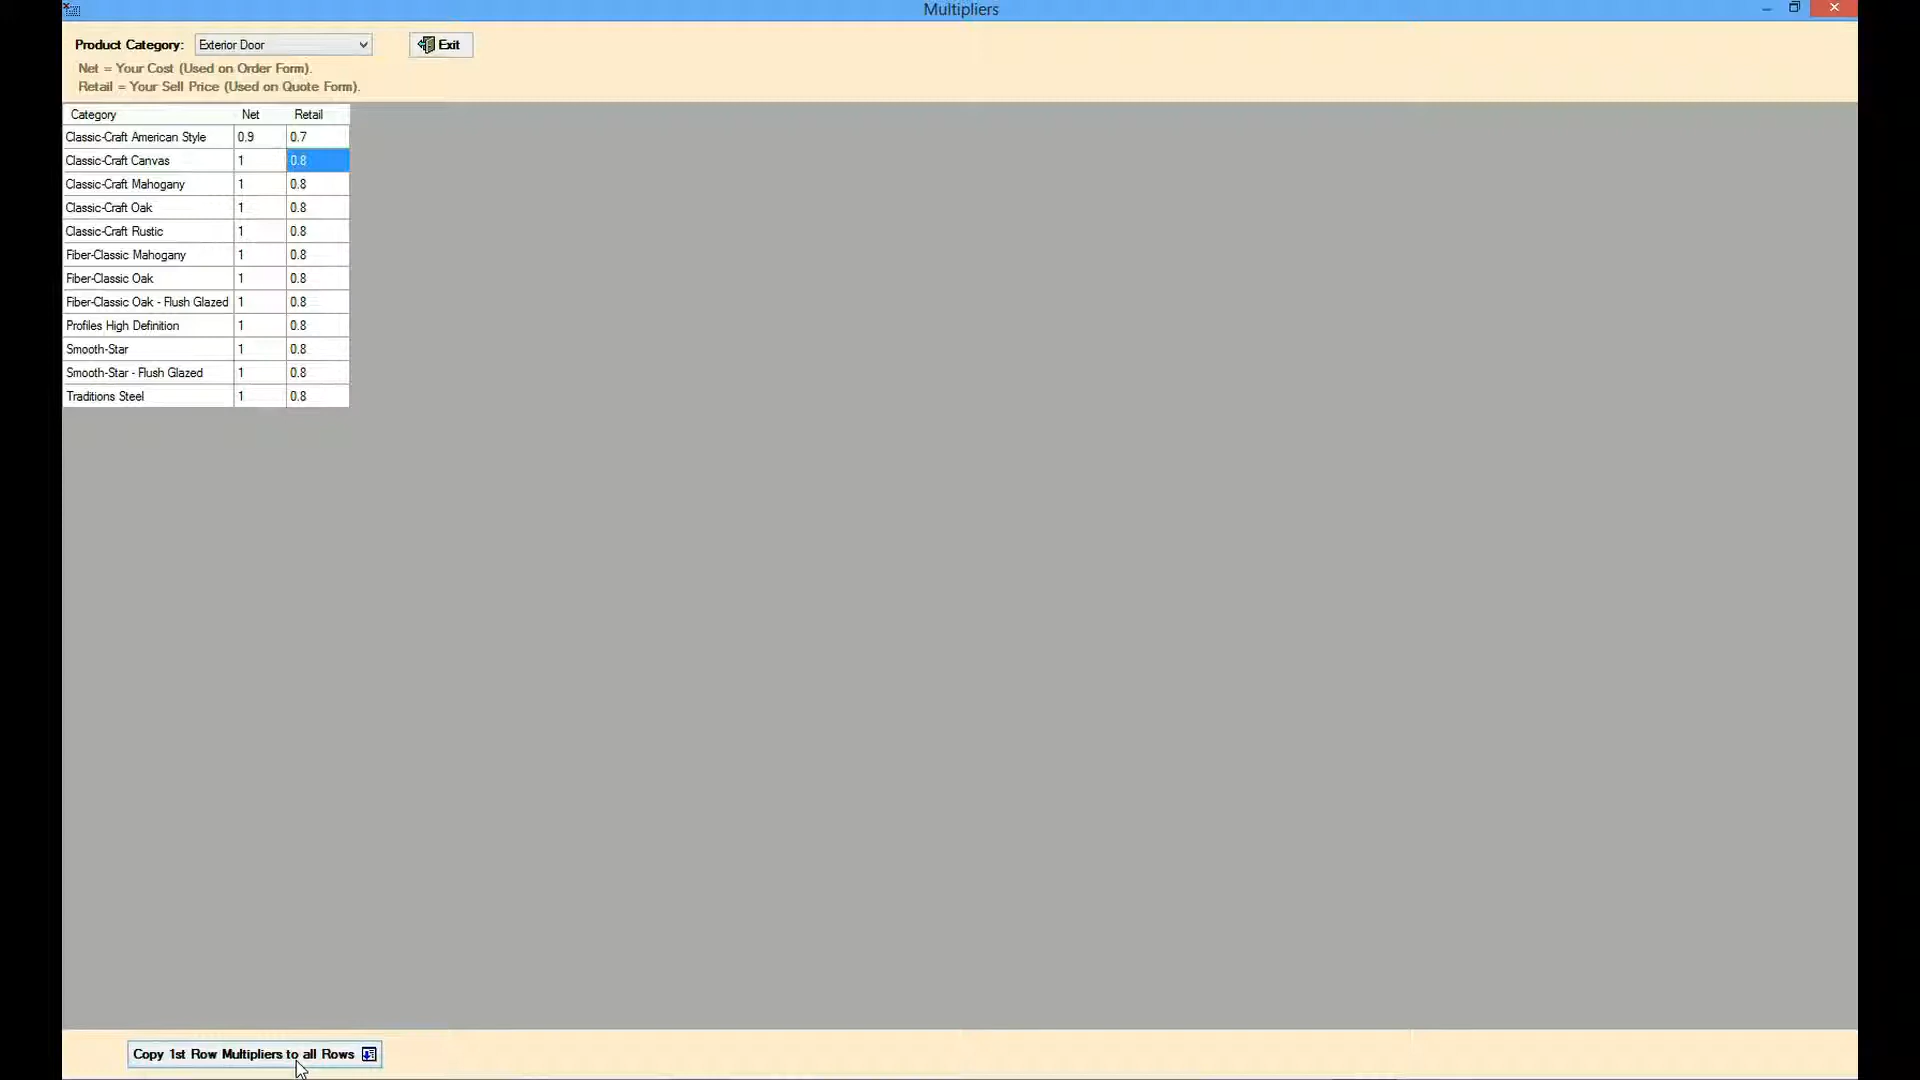 Multipliers
Product Category: Exterior Door Exit
Net = Your Cost (Used on Order Form).
Retail = Your Sell Price (Used on Quote Form).
Category Net Retail
Classic-Craft American Style 0.9 0.7
Classic-Craft Canvas 1 0.8
Classic-Craft Mahogany 1 0.8
Classic-Craft Oak 1 0.8
Classic-Craft Rustic 1 0.8
Fiber-Classic Mahogany 1 0.8
Fiber-Classic Oak 1 0.8
Fiber-Classic Oak - Flush Glazed 1 0.8
Profiles High Definition 1 0.8
Smooth-Star 1 0.8
Smooth-Star - Flush Glazed 1 0.8
Traditions Steel 1 0.8
Copy 1st Row Multipliers to all Rows